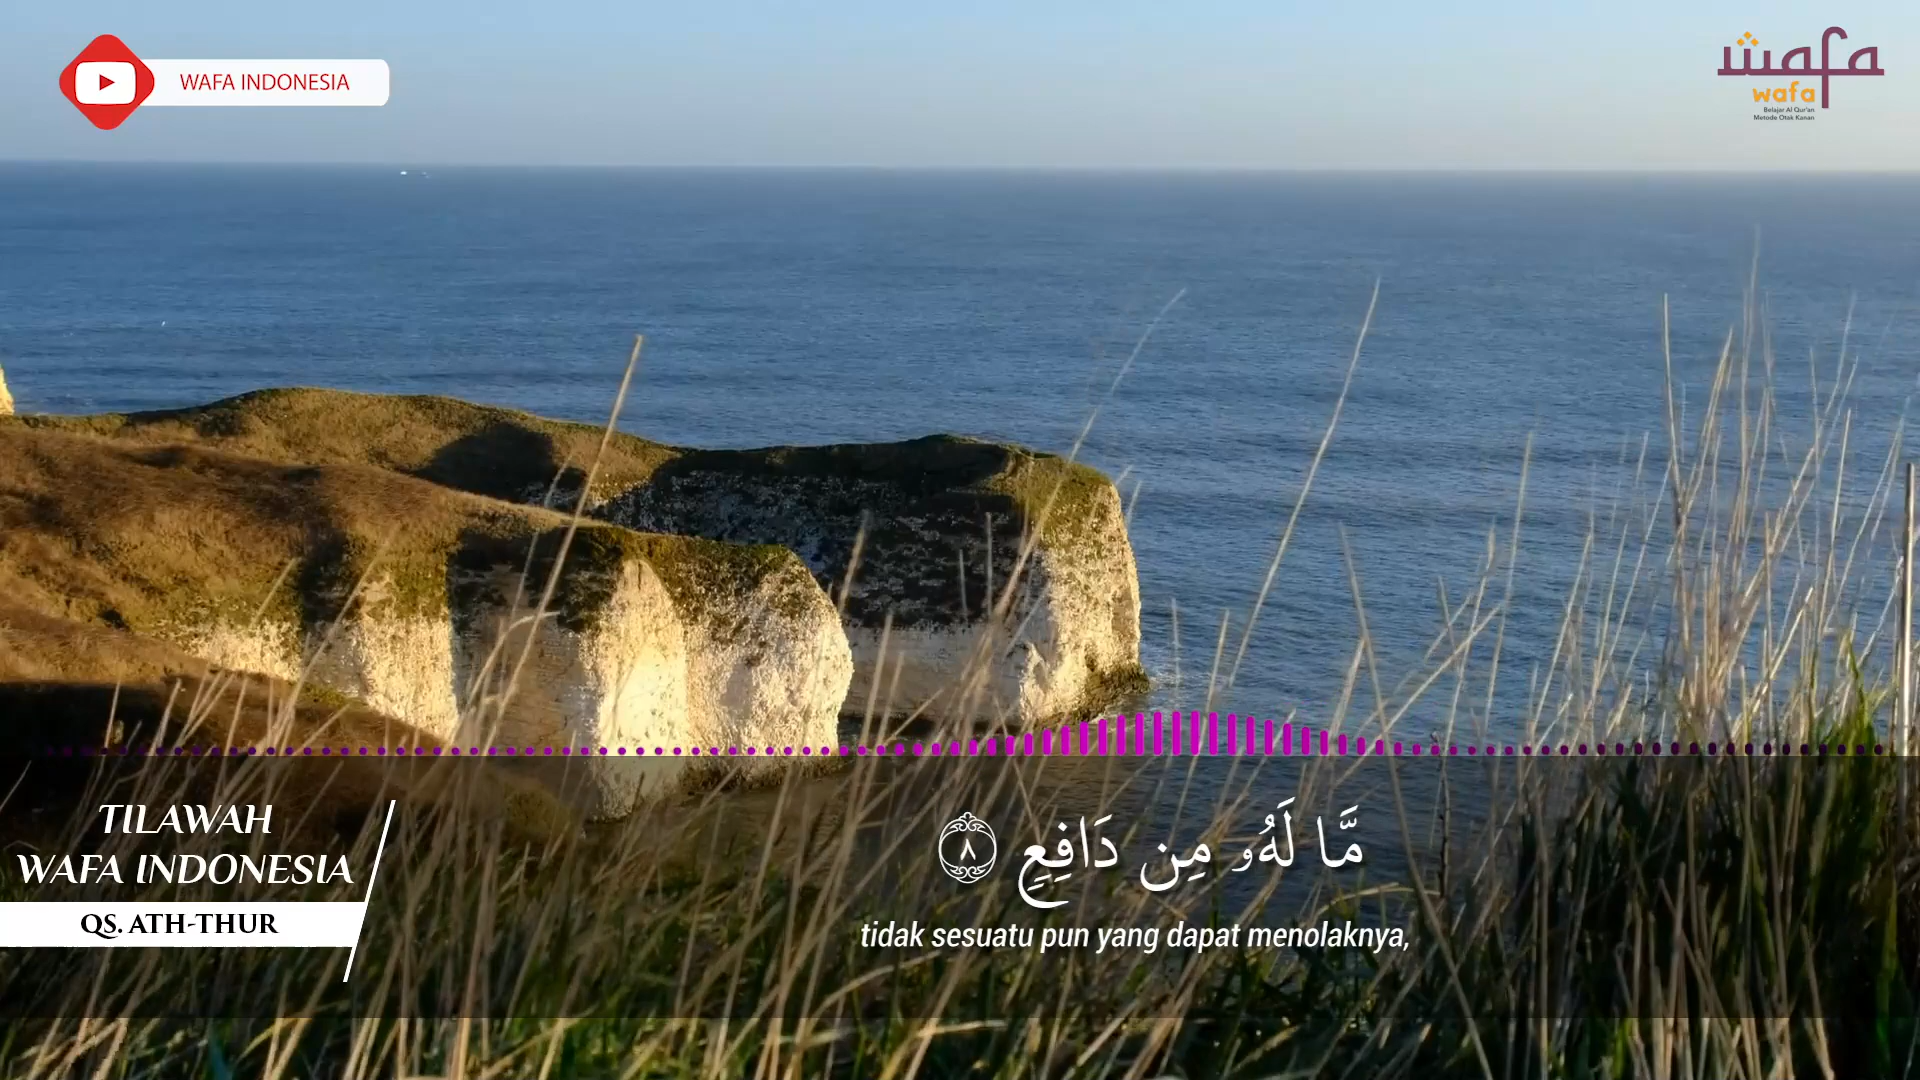 WAFA INDONESIA
wafa
wafa
Belajar Al Qur'an
Metode Otak Kanan
TILAWAH
WAFA INDONESIA
QS. ATH-THUR
مَّا لَهُۥ مِن دَافِعٍ ٨
tidak sesuatu pun yang dapat menolaknya,